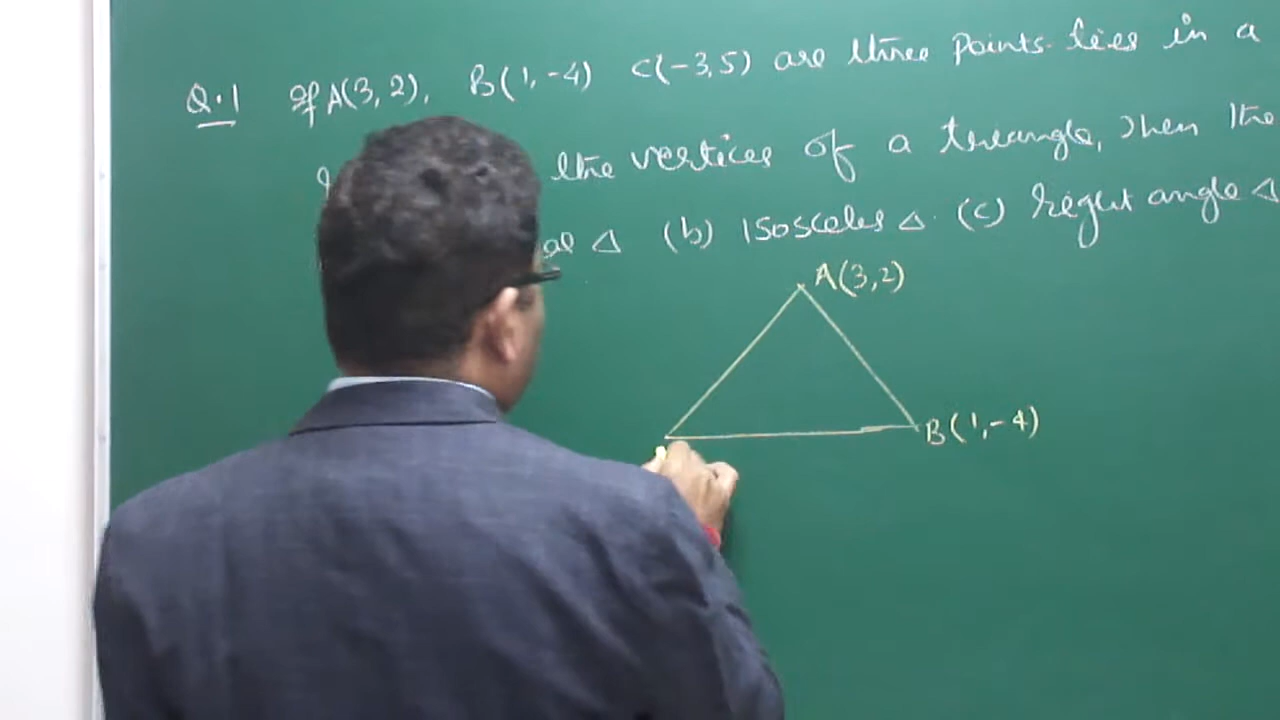 Q.1 If A(3, 2), B(1, -4) C(-3, 5) are three points lies in a
the vertices of a triangle, then the
Δ (b) Isosceles Δ. (c) Right angle Δ
A(3, 2)
B(1, -4)